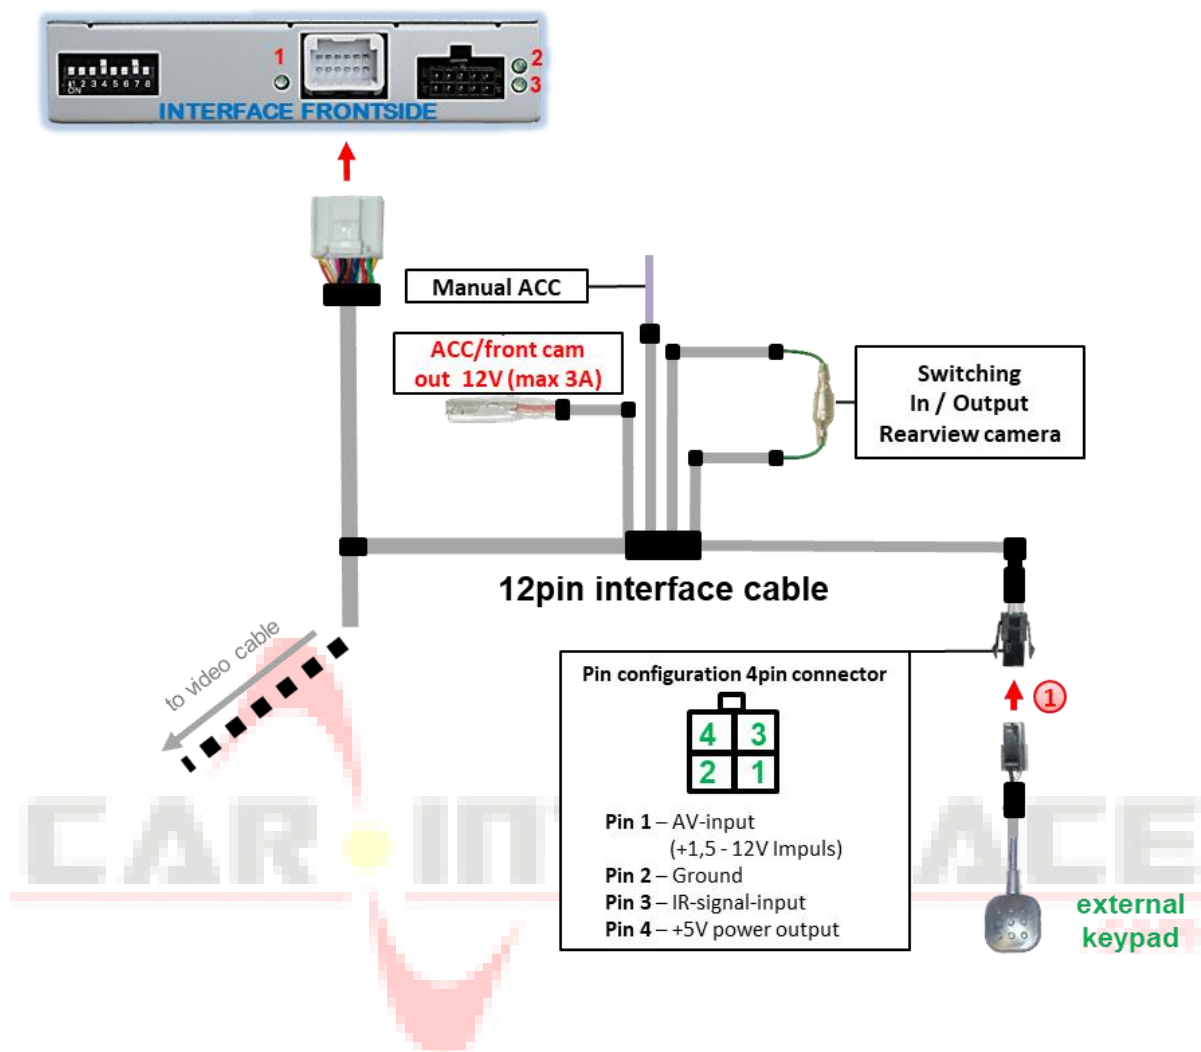 1
2
3
1 2 3 4 5 6 7 8
ON
INTERFACE FRONTSIDE
Manual ACC
ACC/front cam
out 12V (max 3A)
Switching
In / Output
Rearview camera
12pin interface cable
to video cable
Pin configuration 4pin connector
4 3
2 1
Pin 1 – AV-input
(+1,5 - 12V Impuls)
Pin 2 – Ground
Pin 3 – IR-signal-input
Pin 4 – +5V power output
1
external
keypad